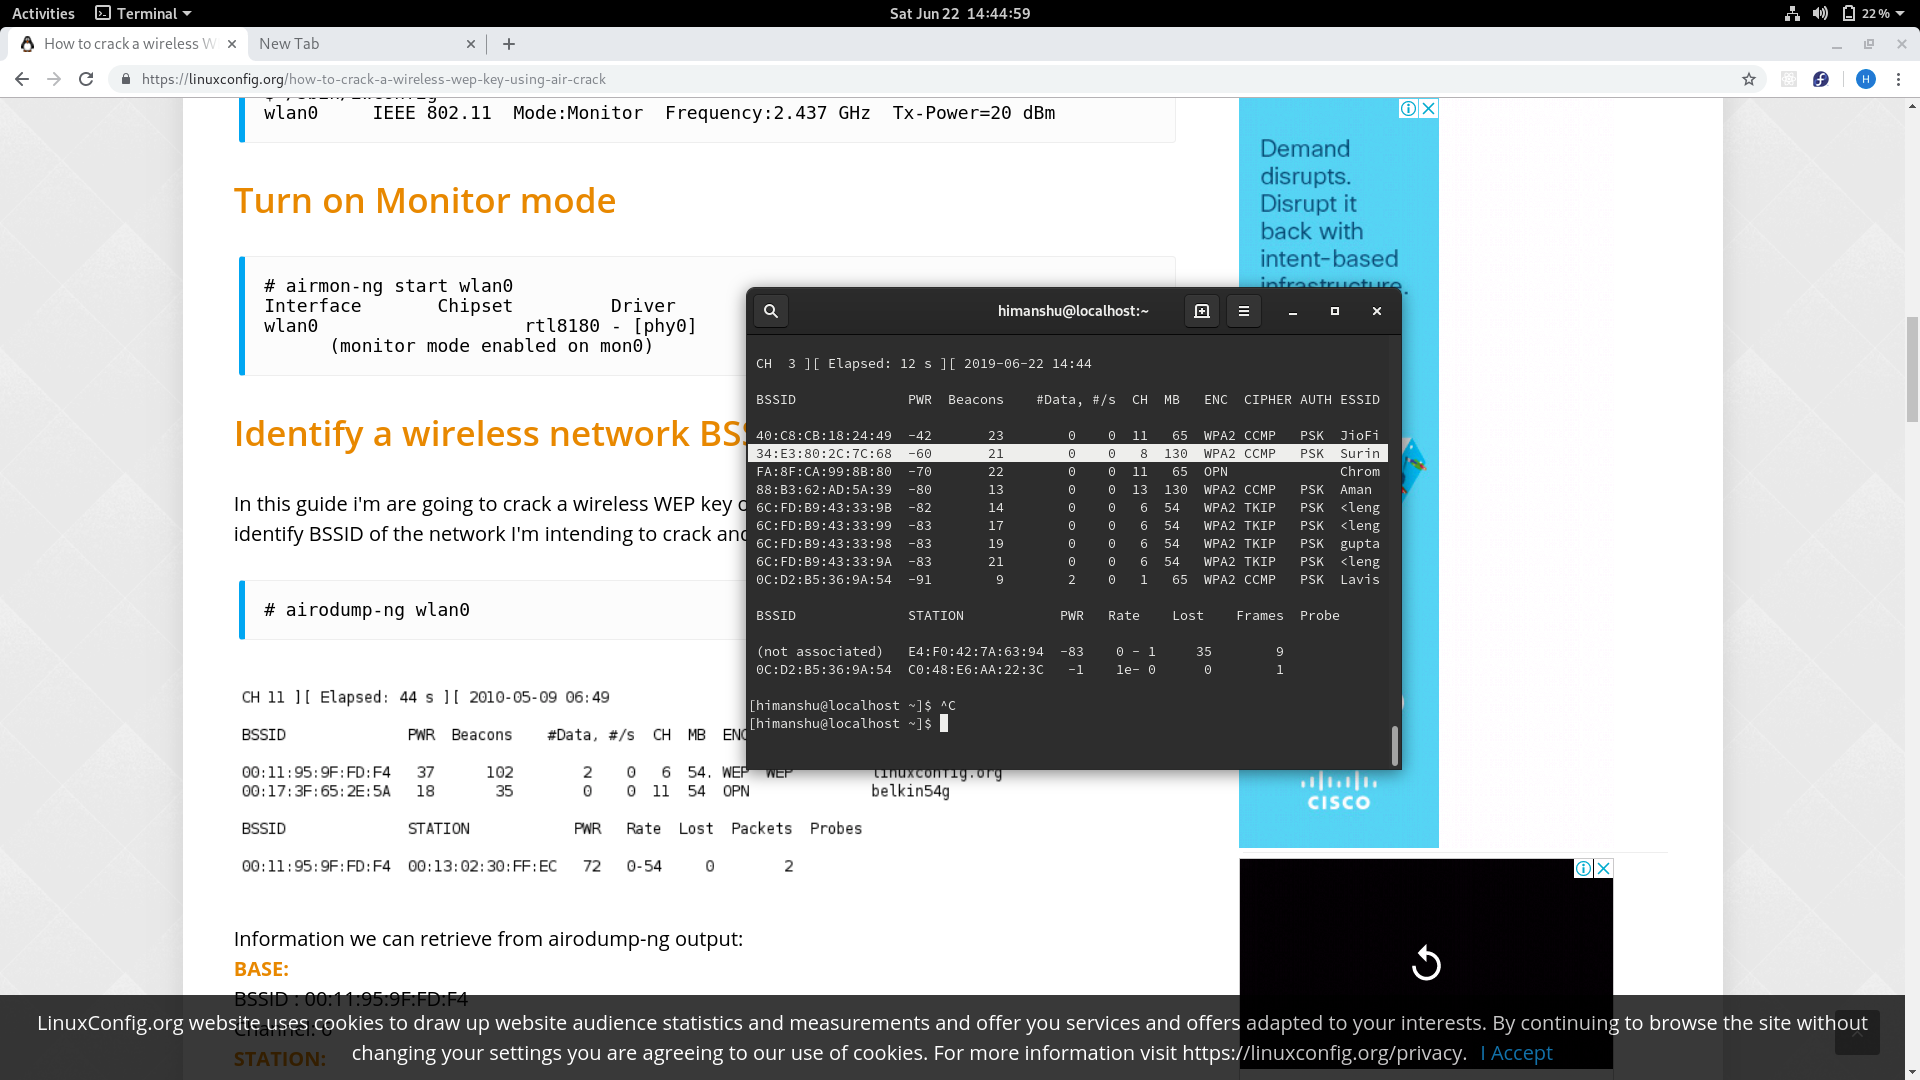 Activities Terminal Sat Jun 22 14:44:59 22 %
How to crack a wireless W New Tab
https://linuxconfig.org/how-to-crack-a-wireless-wep-key-using-air-crack H
wlan0 IEEE 802.11 Mode:Monitor Frequency:2.437 GHz Tx-Power=20 dBm
Turn on Monitor mode
# airmon-ng start wlan0
Interface Chipset Driver
wlan0 rtl8180 - [phy0]
(monitor mode enabled on mon0)
Identify a wireless network BSS
In this guide i'm are going to crack a wireless WEP key o
identify BSSID of the network I'm intending to crack and
# airodump-ng wlan0
CH 11 ][ Elapsed: 44 s ][ 2010-05-09 06:49
BSSID PWR Beacons #Data, #/s CH MB ENC
00:11:95:9F:FD:F4 37 102 2 0 6 54. WEP WEP linuxconfig.org
00:17:3F:65:2E:5A 18 35 0 0 11 54 OPN belkin54g
BSSID STATION PWR Rate Lost Packets Probes
00:11:95:9F:FD:F4 00:13:02:30:FF:EC 72 0-54 0 2
Information we can retrieve from airodump-ng output:
BASE:
BSSID : 00:11:95:9F:FD:F4
Channel: 6
STATION:
Demand
disrupts.
Disrupt it
back with
intent-based
infrastructure.
CISCO
himanshu@localhost:~
CH 3 ][ Elapsed: 12 s ][ 2019-06-22 14:44
BSSID PWR Beacons #Data, #/s CH MB ENC CIPHER AUTH ESSID
40:C8:CB:18:24:49 -42 23 0 0 11 65 WPA2 CCMP PSK JioFi
34:E3:80:2C:7C:68 -60 21 0 0 8 130 WPA2 CCMP PSK Surin
FA:8F:CA:99:8B:80 -70 22 0 0 11 65 OPN Chrom
88:B3:62:AD:5A:39 -80 13 0 0 13 130 WPA2 CCMP PSK Aman
6C:FD:B9:43:33:9B -82 14 0 0 6 54 WPA2 TKIP PSK <leng
6C:FD:B9:43:33:99 -83 17 0 0 6 54 WPA2 TKIP PSK <leng
6C:FD:B9:43:33:98 -83 19 0 0 6 54 WPA2 TKIP PSK gupta
6C:FD:B9:43:33:9A -83 21 0 0 6 54 WPA2 TKIP PSK <leng
0C:D2:B5:36:9A:54 -91 9 2 0 1 65 WPA2 CCMP PSK Lavis
BSSID STATION PWR Rate Lost Frames Probe
(not associated) E4:F0:42:7A:63:94 -83 0 - 1 35 9
0C:D2:B5:36:9A:54 C0:48:E6:AA:22:3C -1 1e- 0 0 1
[himanshu@localhost ~]$ ^C
[himanshu@localhost ~]$
LinuxConfig.org website uses cookies to draw up website audience statistics and measurements and offer you services and offers adapted to your interests. By continuing to browse the site without
changing your settings you are agreeing to our use of cookies. For more information visit https://linuxconfig.org/privacy. I Accept